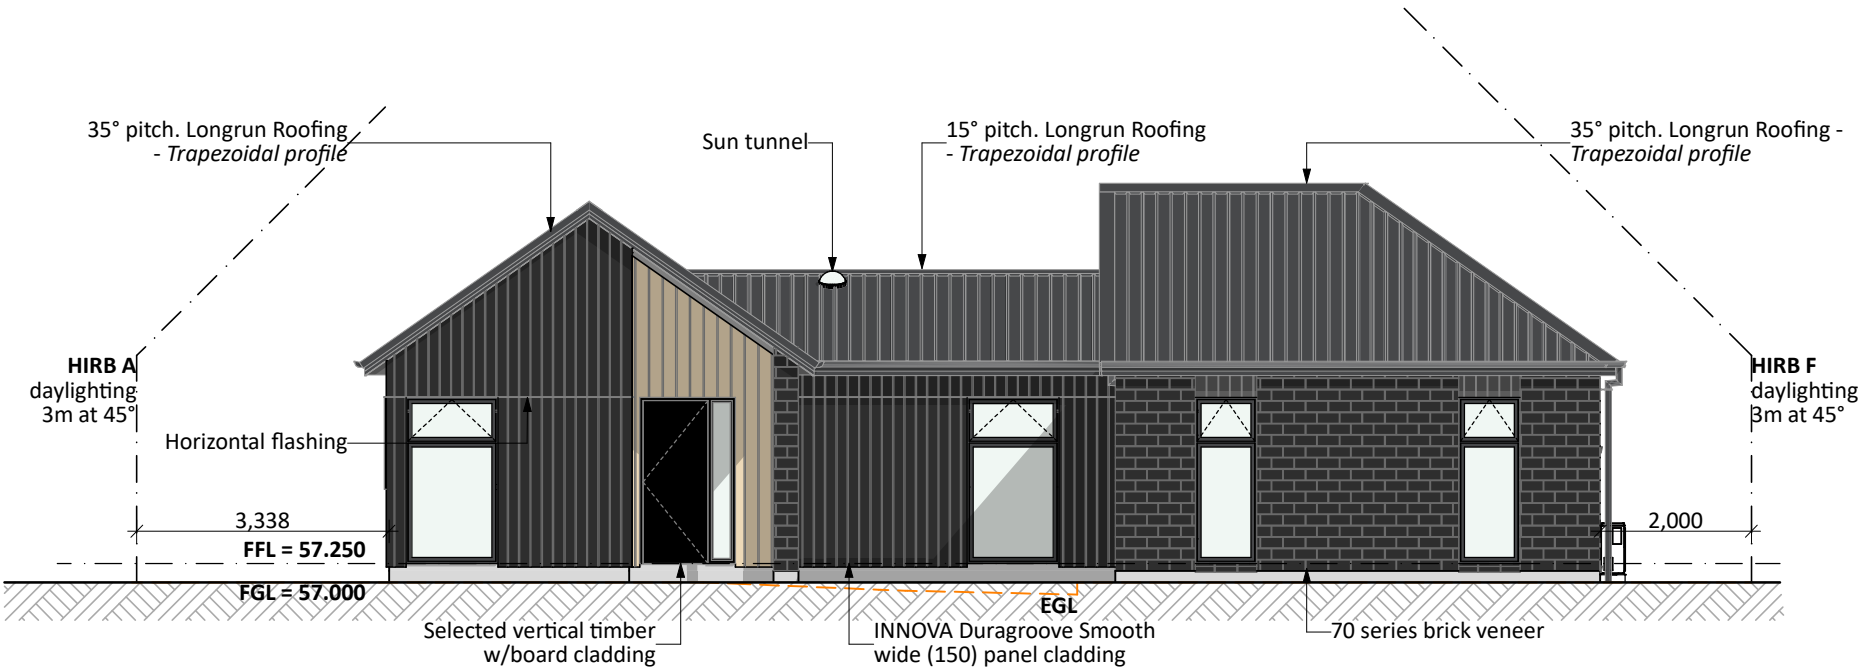 35° pitch. Longrun Roofing
- Trapezoidal profile
Sun tunnel
15° pitch. Longrun Roofing
- Trapezoidal profile
35° pitch. Longrun Roofing -
Trapezoidal profile
HIRB A
daylighting
3m at 45°
HIRB F
daylighting
3m at 45°
Horizontal flashing
3,338
2,000
FFL = 57.250
FGL = 57.000
EGL
Selected vertical timber
w/board cladding
INNOVA Duragroove Smooth
wide (150) panel cladding
70 series brick veneer